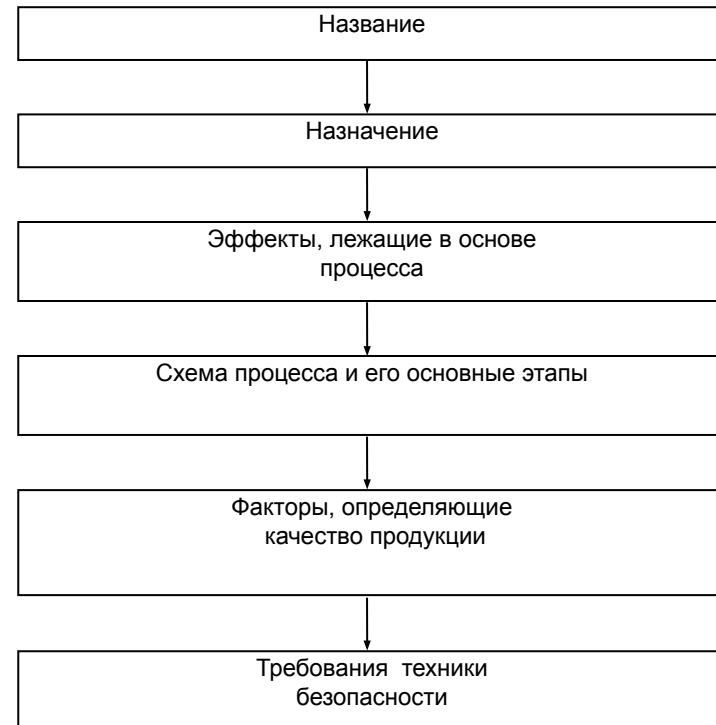 Название
Назначение
Эффекты, лежащие в основе
процесса
Схема процесса и его основные этапы
Факторы, определяющие
качество продукции
Требования техники
безопасности